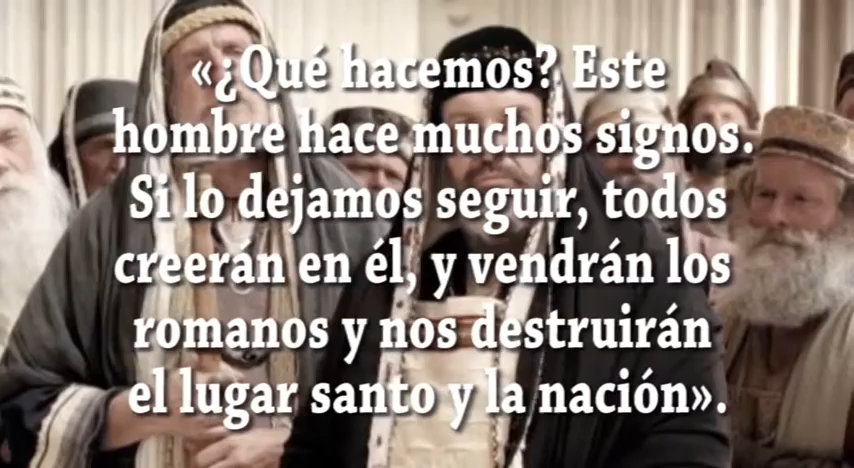 «¿Qué hacemos? Este
hombre hace muchos signos.
Si lo dejamos seguir, todos
creerán en él, y vendrán los
romanos y nos destruirán
el lugar santo y la nación».